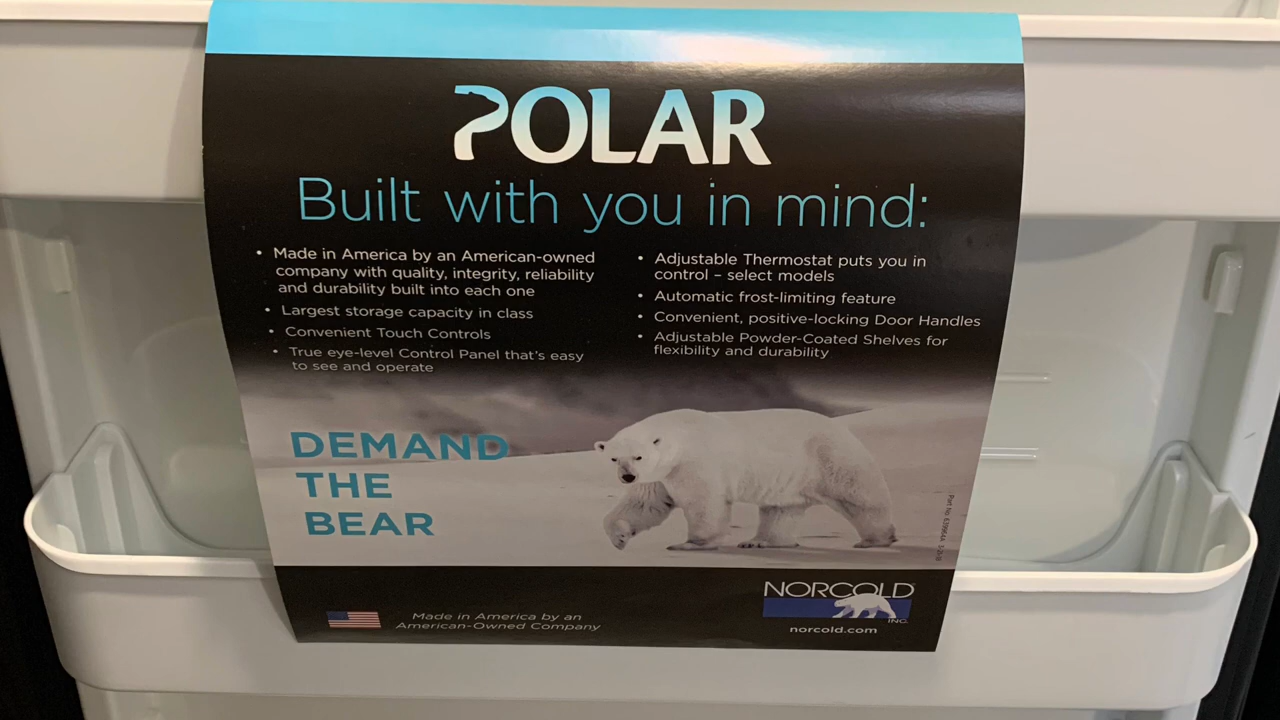 POLAR
Built with you in mind:
• Made in America by an American-owned
company with quality, integrity, reliability
and durability built into each one
• Largest storage capacity in class
• Convenient Touch Controls
• True eye-level Control Panel that's easy
to see and operate
• Adjustable Thermostat puts you in
control – select models
• Automatic frost-limiting feature
• Convenient, positive-locking Door Handles
• Adjustable Powder-Coated Shelves for
flexibility and durability
DEMAND
THE
BEAR
Part No.
Made in America by an
American-Owned Company
NORCOLD
INC.
norcold.com